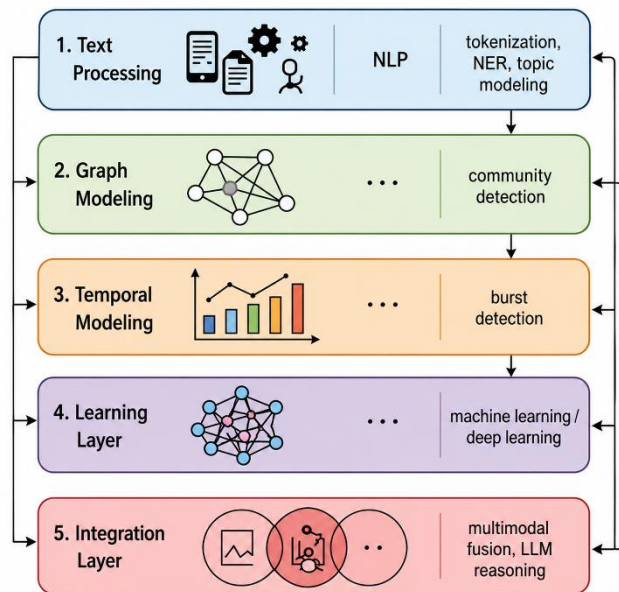 1. Text
Processing
NLP
tokenization,
NER, topic
modeling
2. Graph
Modeling
...
community
detection
3. Temporal
Modeling
...
burst
detection
4. Learning
Layer
...
machine learning /
deep learning
5. Integration
Layer
..
multimodal
fusion, LLM
reasoning